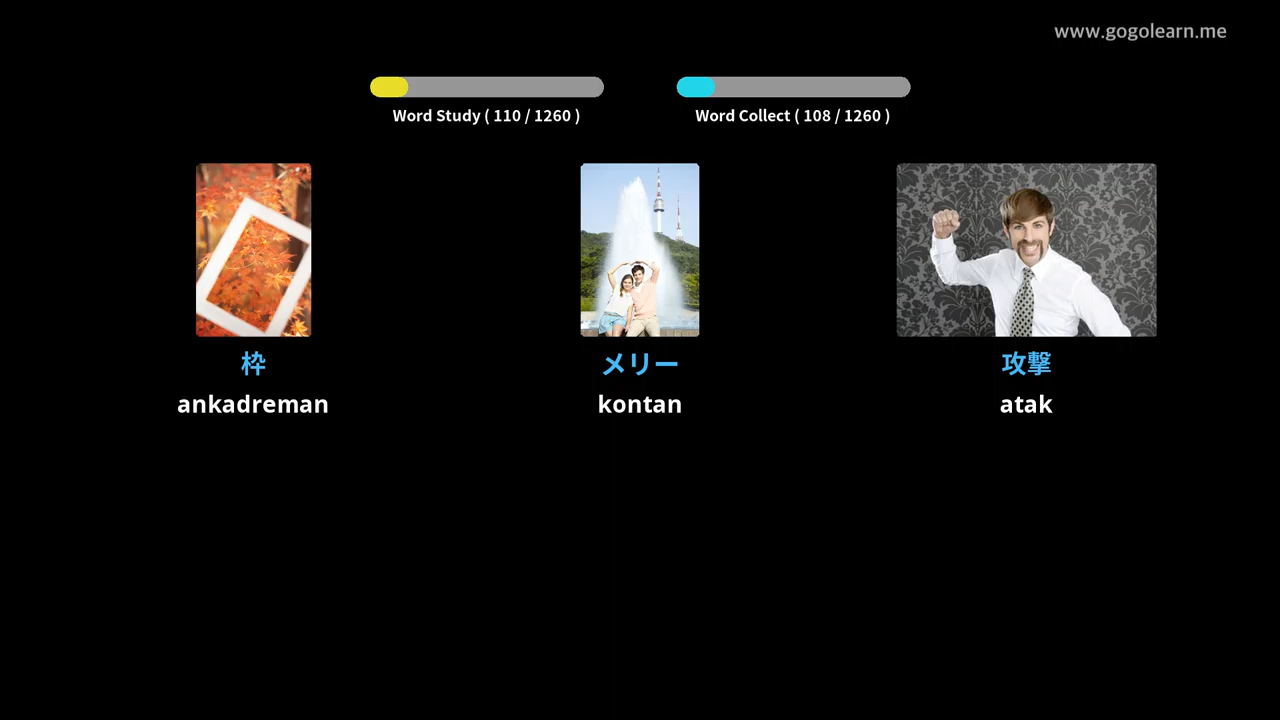 www.gogolearn.me
Word Study ( 110 / 1260 )
Word Collect ( 108 / 1260 )
枠
メリー
攻撃
ankadreman
kontan
atak